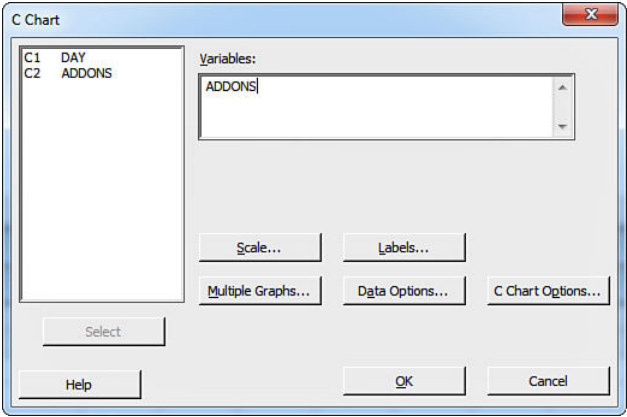 C Chart
C1 DAY
C2 ADDONS
Variables:
ADDONS
Scale...
Labels...
Multiple Graphs...
Data Options...
C Chart Options...
Select
Help
OK
Cancel